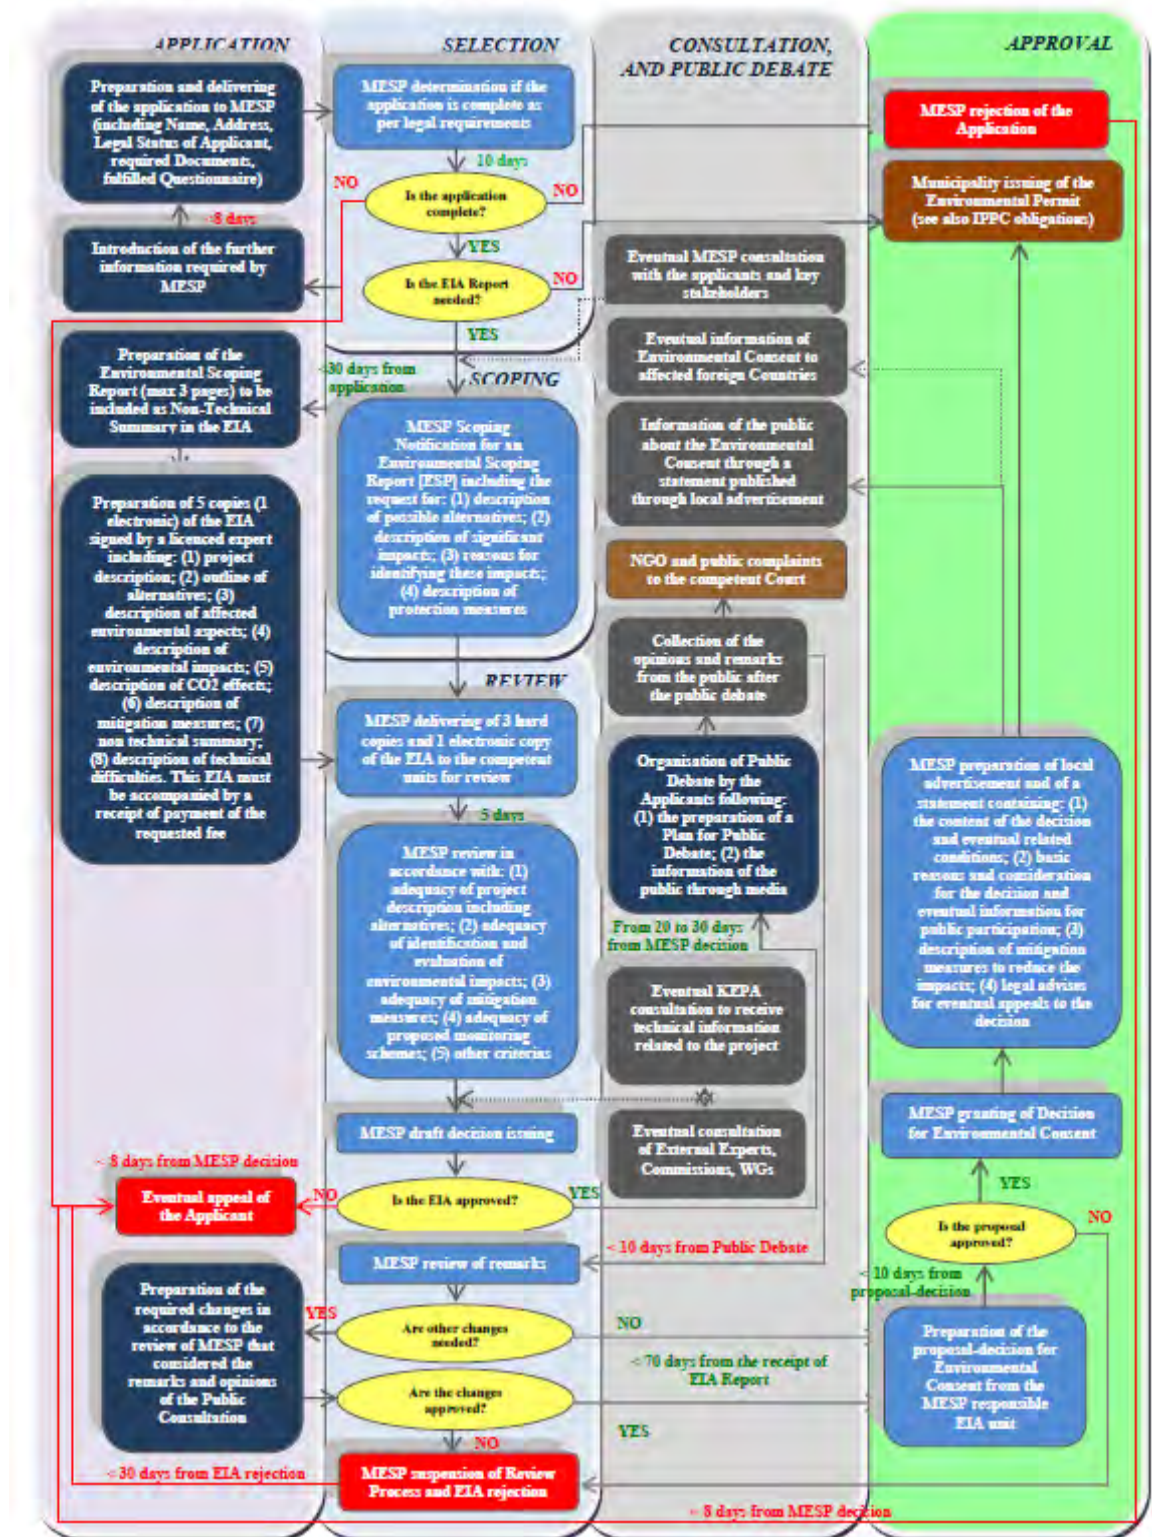 APPLICATION
Preparation and delivering
of the application to MESP
(including Name, Address,
Legal Status of Applicant,
required Documents,
fulfilled Questionnaire)
<8 days
Introduction of the further
information required by
MESP
Preparation of the
Environmental Scoping
Report (max 3 pages) to be
included as Non-Technical
Summary in the EIA
Preparation of 5 copies (1
electronic) of the EIA
signed by a licenced expert
including: (1) project
description; (2) outline of
alternatives; (3)
description of affected
environmental aspects; (4)
description of
environmental impacts; (5)
description of CO2 effects;
(6) description of
mitigation measures; (7)
non technical summary;
(8) description of technical
difficulties. This EIA must
be accompanied by a
receipt of payment of the
requested fee
< 8 days from MESP decision
Eventual appeal of
the Applicant
Preparation of the
required changes in
accordance to the
review of MESP that
considered the
remarks and opinions
of the Public
Consultation
< 30 days from EIA rejection
SELECTION
MESP determination if the
application is complete as
per legal requirements
10 days
NO
Is the application
complete?
NO
YES
Is the EIA Report
needed?
NO
YES
<30 days from
application
SCOPING
MESP Scoping
Notification for an
Environmental Scoping
Report [ESP] including the
request for: (1) description
of possible alternatives; (2)
description of significant
impacts; (3) reasons for
identifying these impacts;
(4) description of
protection measures
REVIEW
MESP delivering of 3 hard
copies and 1 electronic copy
of the EIA to the competent
units for review
5 days
MESP review in
accordance with: (1)
adequacy of project
description including
alternatives; (2) adequacy
of identification and
evaluation of
environmental impacts; (3)
adequacy of mitigation
measures; (4) adequacy of
proposed monitoring
schemes; (5) other criterias
MESP draft decision issuing
NO
Is the EIA approved?
YES
MESP review of remarks
YES
Are other changes
needed?
NO
Are the changes
approved?
YES
NO
MESP suspension of Review
Process and EIA rejection
CONSULTATION,
AND PUBLIC DEBATE
Eventual MESP consultation
with the applicants and key
stakeholders
Eventual information of
Environmental Consent to
affected foreign Countries
Information of the public
about the Environmental
Consent through a
statement published
through local advertisement
NGO and public complaints
to the competent Court
Collection of the
opinions and remarks
from the public after
the public debate
Organisation of Public
Debate by the
Applicants following:
(1) the preparation of a
Plan for Public
Debate; (2) the
information of the
public through media
From 20 to 30 days
from MESP decision
Eventual KEPA
consultation to receive
technical information
related to the project
Eventual consultation
of External Experts,
Commissions, WGs
< 10 days from Public Debate
< 70 days from the receipt of
EIA Report
APPROVAL
MESP rejection of the
Application
Municipality issuing of the
Environmental Permit
(see also IPPC obligations)
MESP preparation of local
advertisement and of a
statement containing: (1)
the content of the decision
and eventual related
conditions; (2) basic
reasons and consideration
for the decision and
eventual information for
public participation; (3)
description of mitigation
measures to reduce the
impacts; (4) legal advises
for eventual appeals to the
decision
MESP granting of Decision
for Environmental Consent
YES
Is the proposal
approved?
NO
< 10 days from
proposal-decision
Preparation of the
proposal-decision for
Environmental
Consent from the
MESP responsible
EIA unit
< 8 days from MESP decision